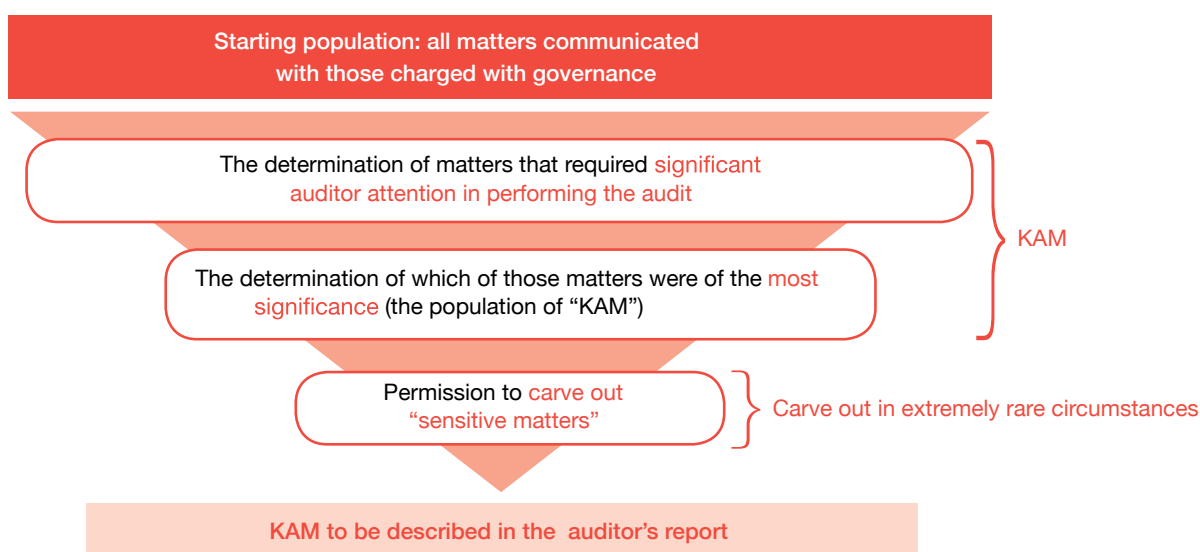 Starting population: all matters communicated
with those charged with governance
The determination of matters that required significant
auditor attention in performing the audit
KAM
The determination of which of those matters were of the most
significance (the population of “KAM”)
Permission to carve out
“sensitive matters”
Carve out in extremely rare circumstances
KAM to be described in the auditor’s report